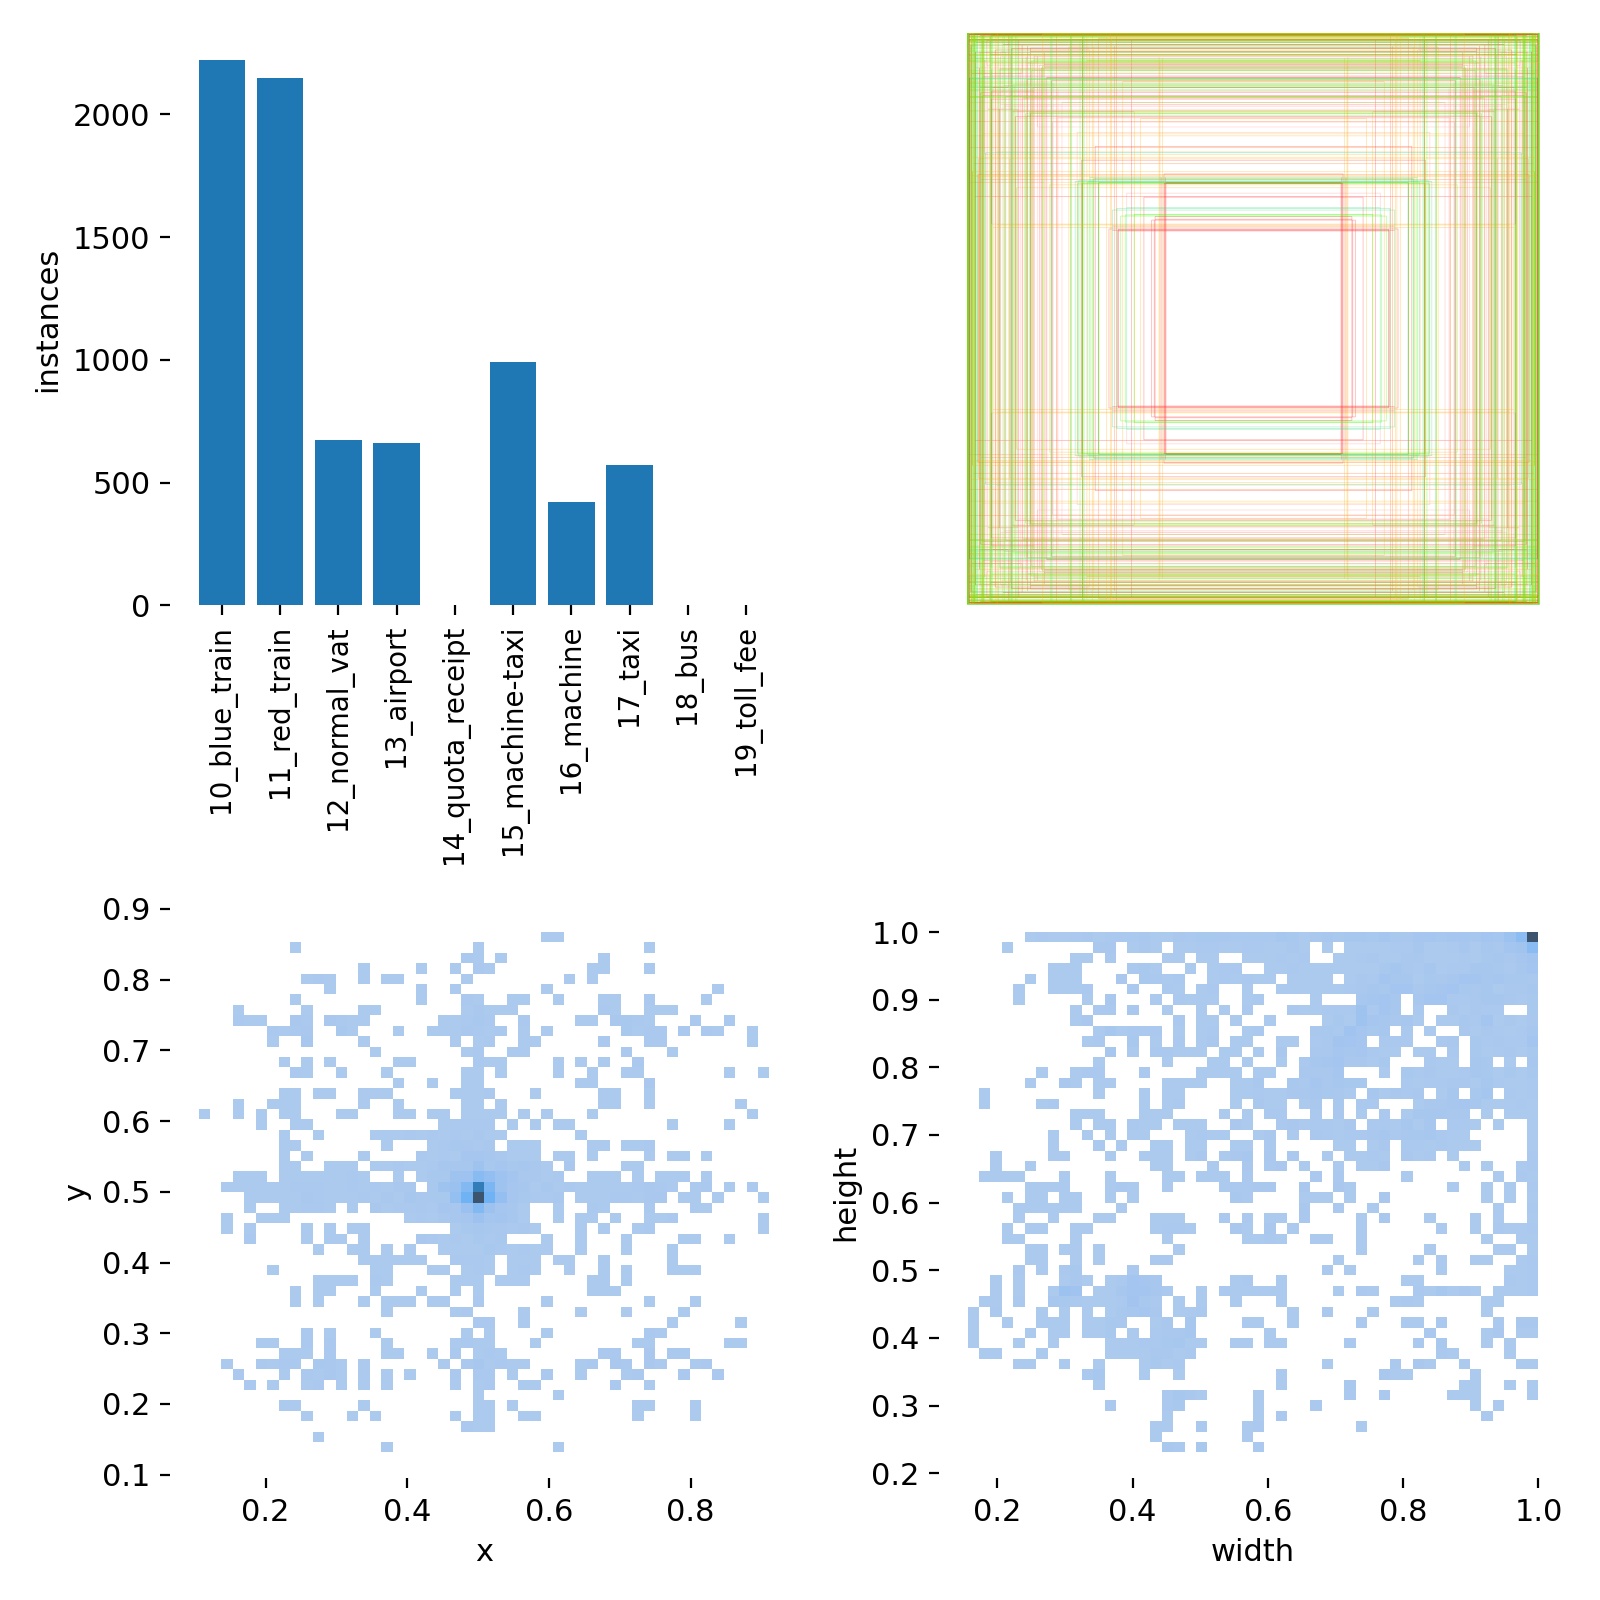 instances
2000
1500
1000
500
0
10_blue_train
11_red_train
12_normal_vat
13_airport
14_quota_receipt
15_machine-taxi
16_machine
17_taxi
18_bus
19_toll_fee
y
0.9
0.8
0.7
0.6
0.5
0.4
0.3
0.2
0.1
0.2
0.4
0.6
0.8
x
height
1.0
0.9
0.8
0.7
0.6
0.5
0.4
0.3
0.2
0.2
0.4
0.6
0.8
1.0
width